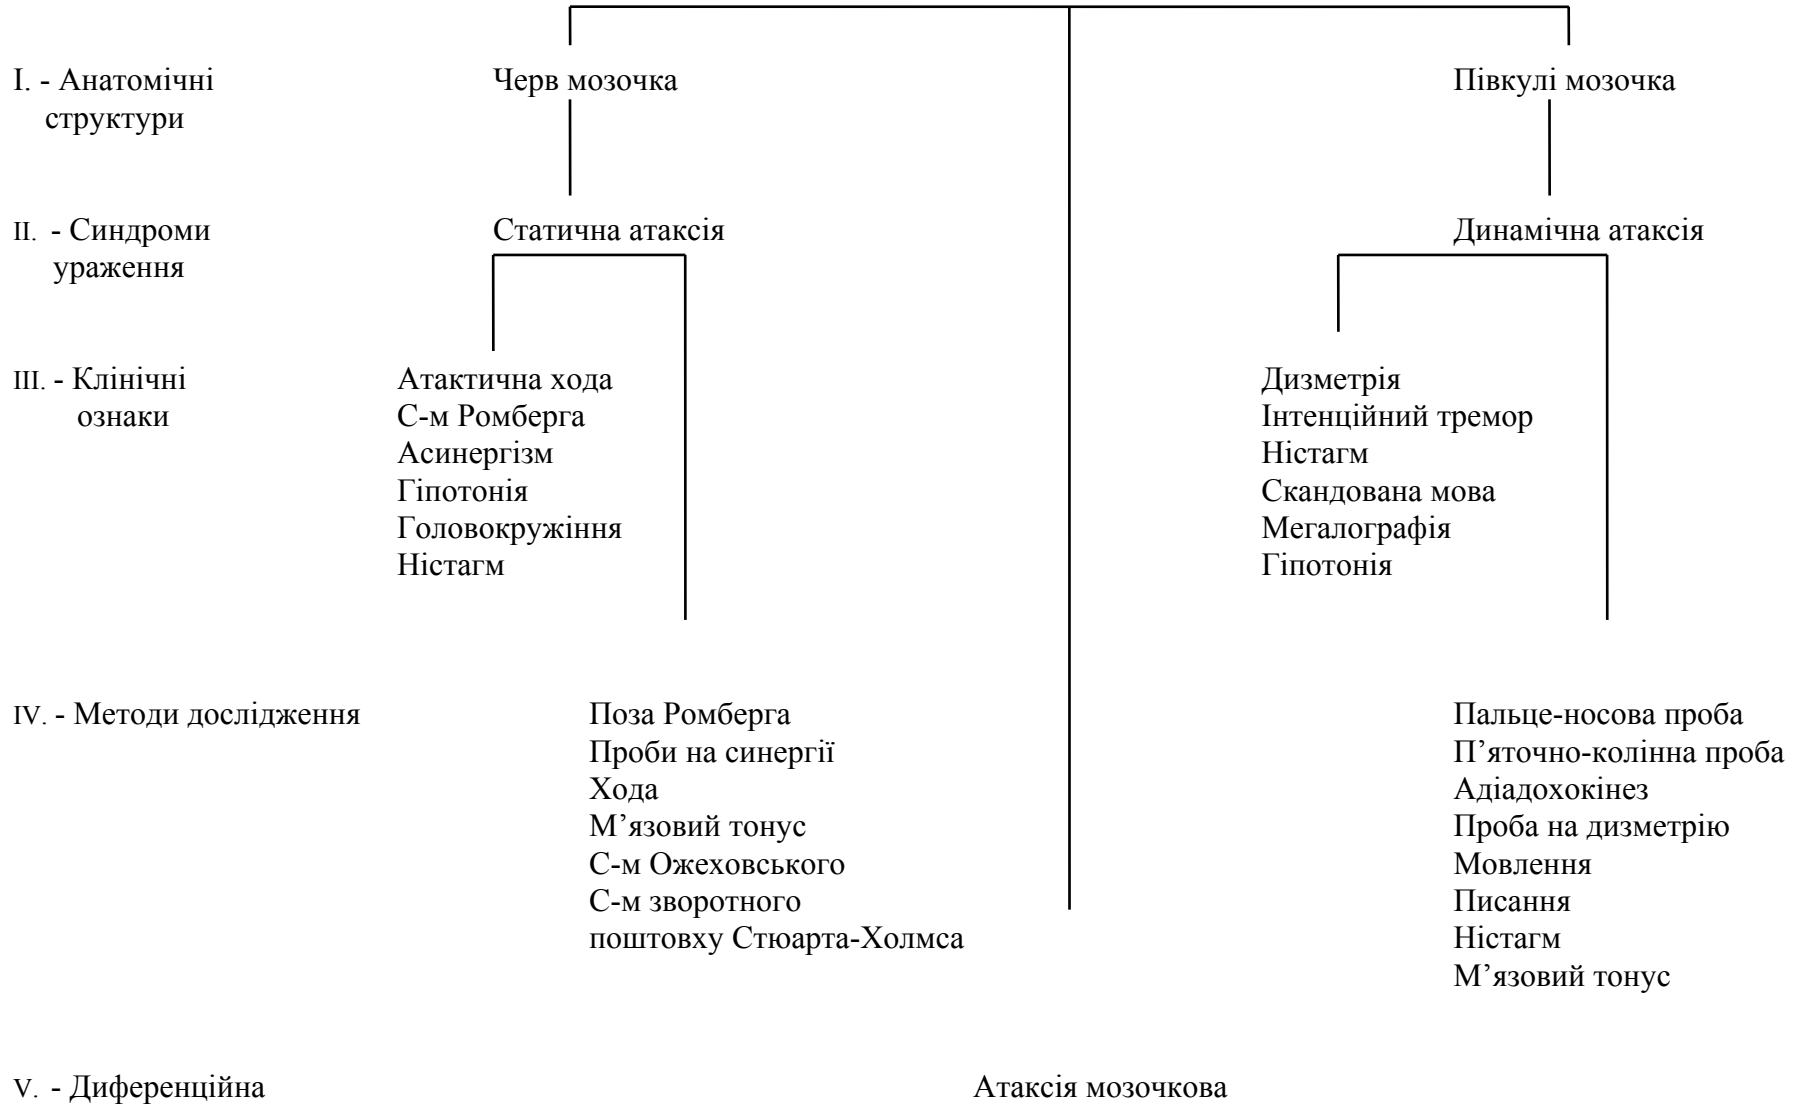 I. - Анатомічні
структури
Черв мозочка
Півкулі мозочка
II. - Синдроми
ураження
Статична атаксія
Динамічна атаксія
III. - Клінічні
ознаки
Атактична хода
С-м Ромберга
Асинергізм
Гіпотонія
Головокружіння
Ністагм
Дизметрія
Інтенційний тремор
Ністагм
Скандована мова
Мегалографія
Гіпотонія
IV. - Методи дослідження
Поза Ромберга
Проби на синергії
Хода
М’язовий тонус
С-м Ожеховського
С-м зворотного
поштовху Стюарта-Холмса
Пальце-носова проба
П’яточно-колінна проба
Адіадохокінез
Проба на дизметрію
Мовлення
Писання
Ністагм
М’язовий тонус
V. - Диференційна
Атаксія мозочкова